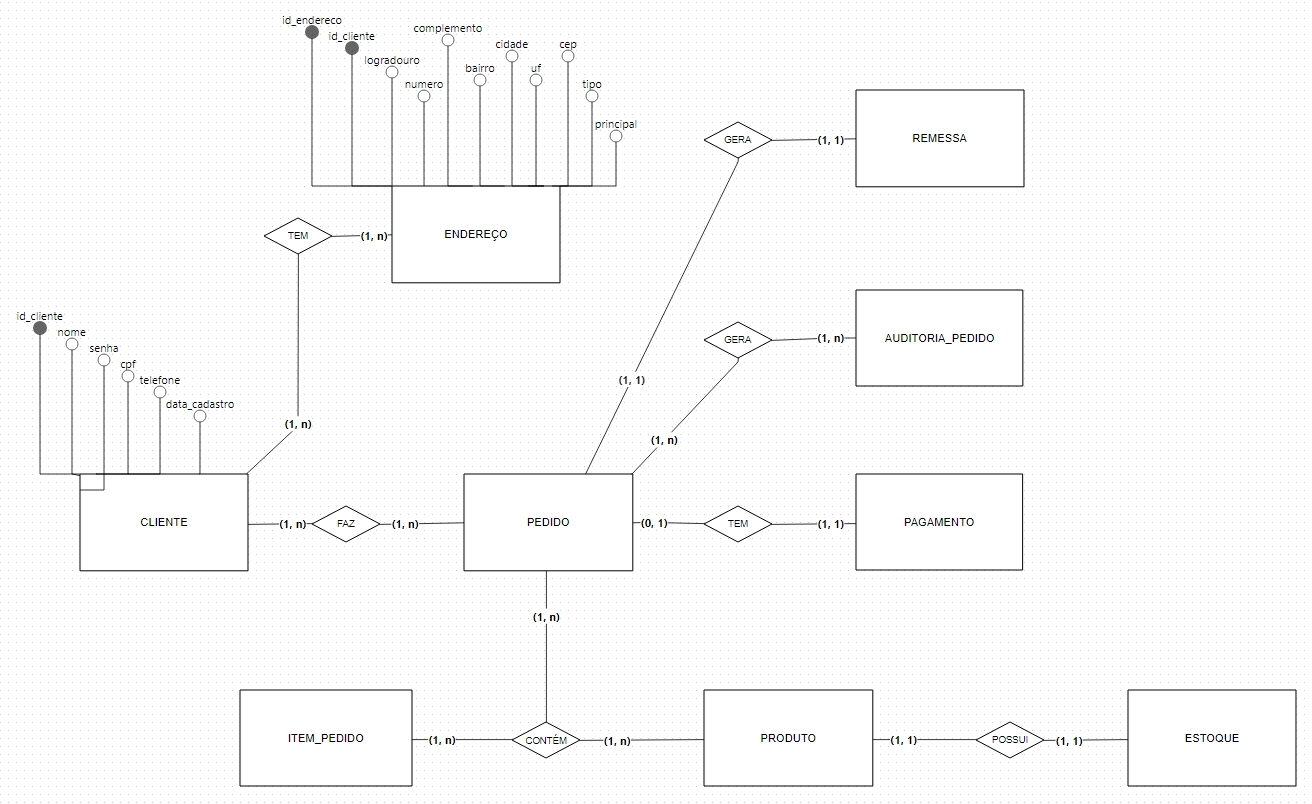 id_endereco
id_cliente
logradouro
numero
complemento
bairro
cidade
uf
cep
tipo
principal
GERA
(1, 1)
REMESSA
TEM
(1, n)
ENDEREÇO
GERA
(1, n)
AUDITORIA_PEDIDO
(1, 1)
id_cliente
nome
senha
cpf
telefone
data_cadastro
(1, n)
(1, n)
CLIENTE
(1, n)
FAZ
(1, n)
PEDIDO
(0, 1)
TEM
(1, 1)
PAGAMENTO
(1, n)
ITEM_PEDIDO
(1, n)
CONTÉM
(1, n)
PRODUTO
(1, 1)
POSSUI
(1, 1)
ESTOQUE